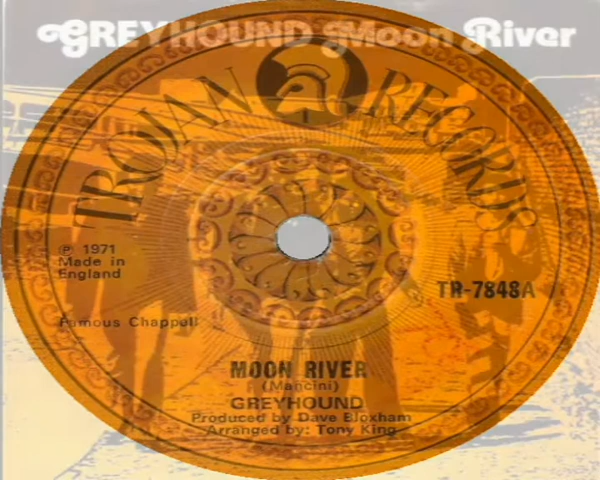 GREYHOUND Moon River
TROJAN RECORDS
℗ 1971
Made in
England
TR-7848A
Famous Chappell
MOON RIVER
(Mancini)
GREYHOUND
Produced by Dave Bloxham
Arranged by: Tony King